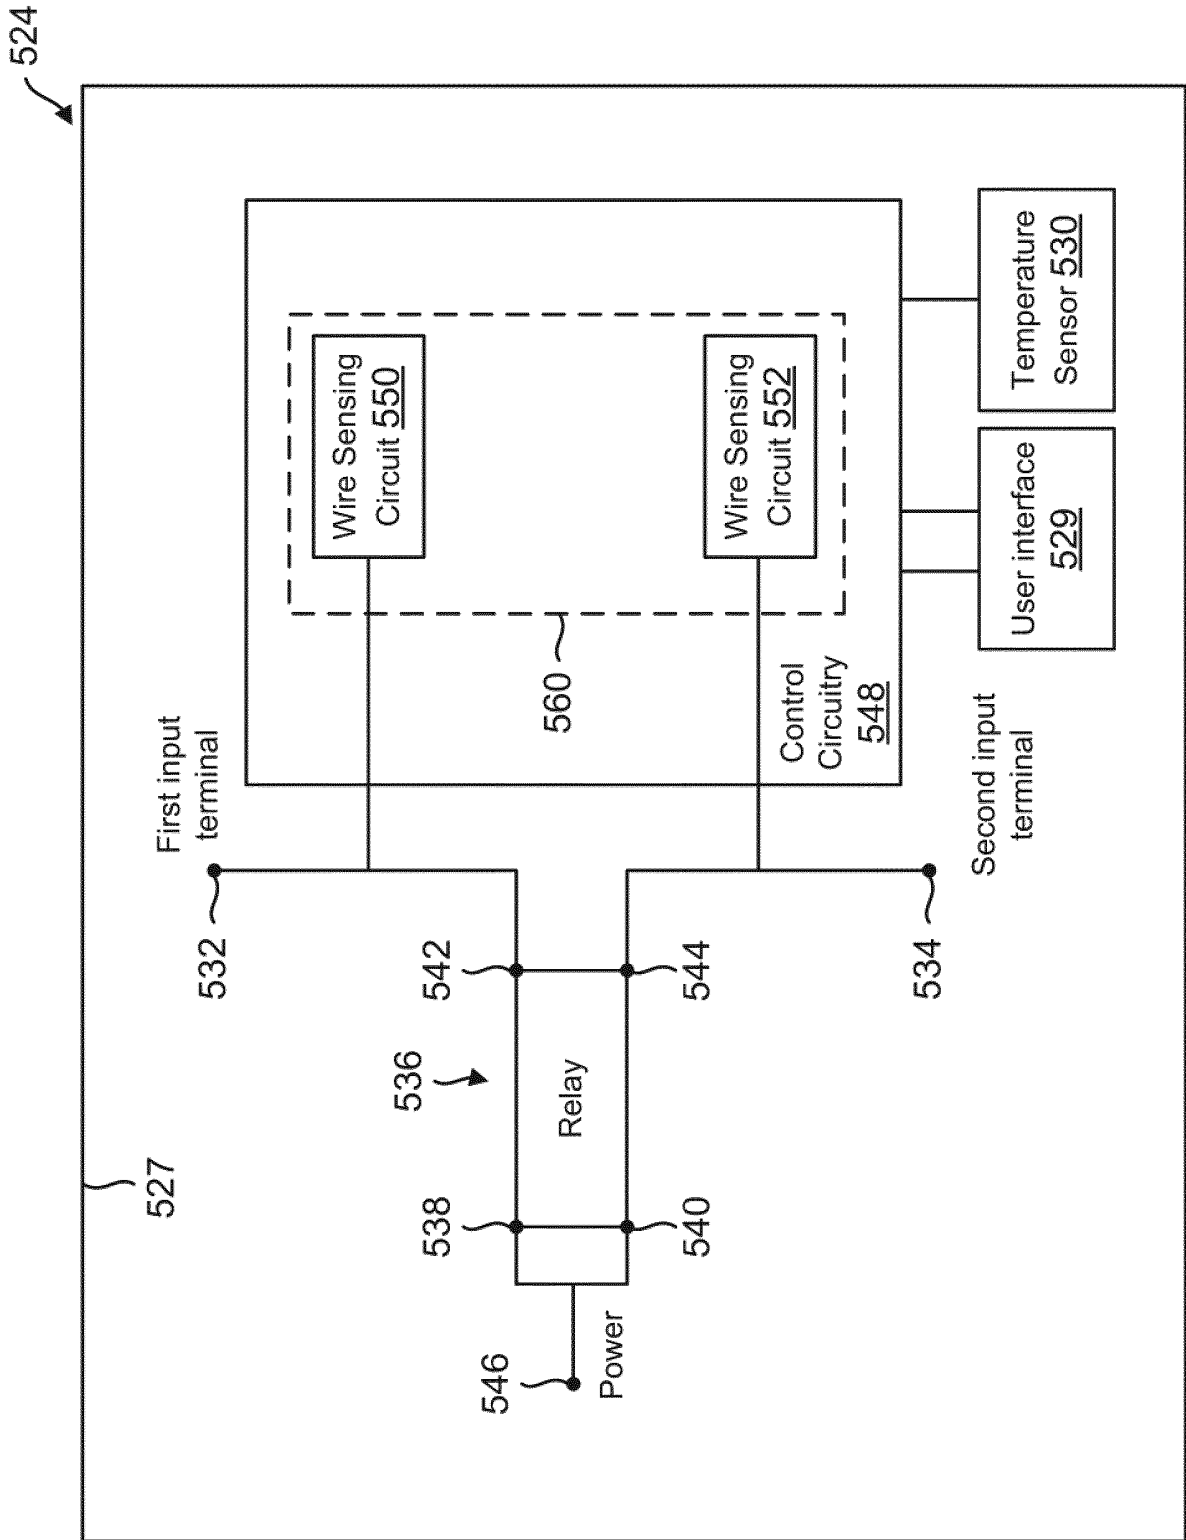 524
527
First input
terminal
532
Wire Sensing
Circuit 550
560
Wire Sensing
Circuit 552
Control
Circuitry
548
536
538
542
Relay
540
544
546
Power
534
Second input
terminal
User interface
529
Temperature
Sensor 530